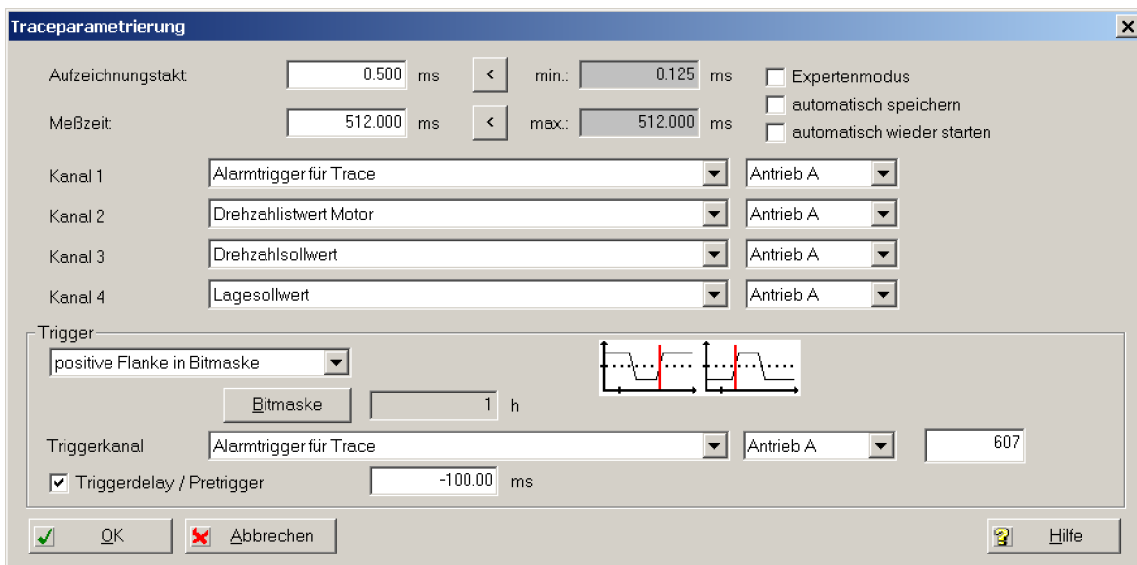 Traceparametrierung
Aufzeichnungstakt: 0.500 ms < min.: 0.125 ms Expertenmodus
automatisch speichern
Meßzeit: 512.000 ms < max.: 512.000 ms automatisch wieder starten
Kanal 1 Alarmtrigger für Trace Antrieb A
Kanal 2 Drehzahlistwert Motor Antrieb A
Kanal 3 Drehzahlsollwert Antrieb A
Kanal 4 Lagesollwert Antrieb A
Trigger
positive Flanke in Bitmaske
Bitmaske 1 h
Triggerkanal Alarmtrigger für Trace Antrieb A 607
Triggerdelay / Pretrigger -100.00 ms
OK Abbrechen Hilfe